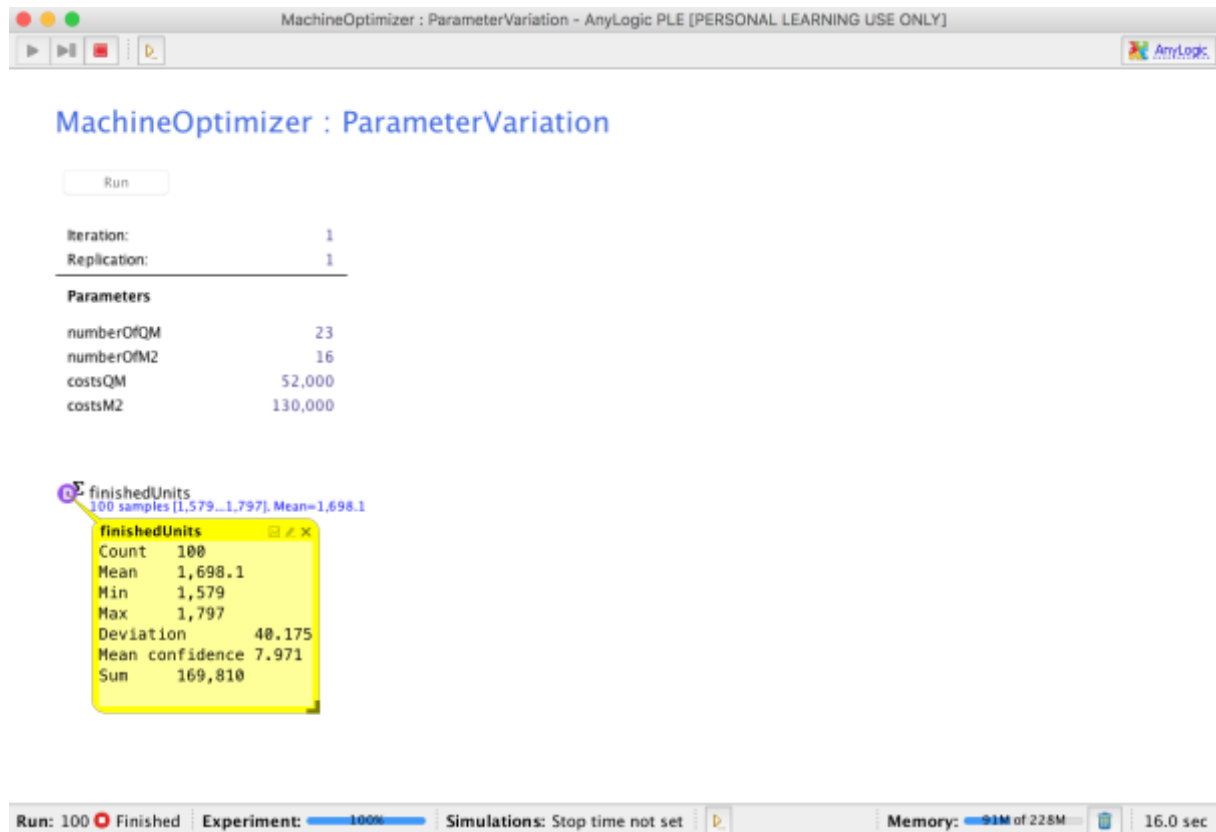 MachineOptimizer : ParameterVariation - AnyLogic PLE [PERSONAL LEARNING USE ONLY]
AnyLogic
MachineOptimizer : ParameterVariation
Run
Iteration: 1
Replication: 1
Parameters
numberOfQM 23
numberOfM2 16
costsQM 52,000
costsM2 130,000
Σ finishedUnits
100 samples [1,579...1,797]. Mean=1,698.1
finishedUnits
Count 100
Mean 1,698.1
Min 1,579
Max 1,797
Deviation 40.175
Mean confidence 7.971
Sum 169,810
Run: 100 Finished Experiment: 100% Simulations: Stop time not set Memory: 91M of 228M 16.0 sec